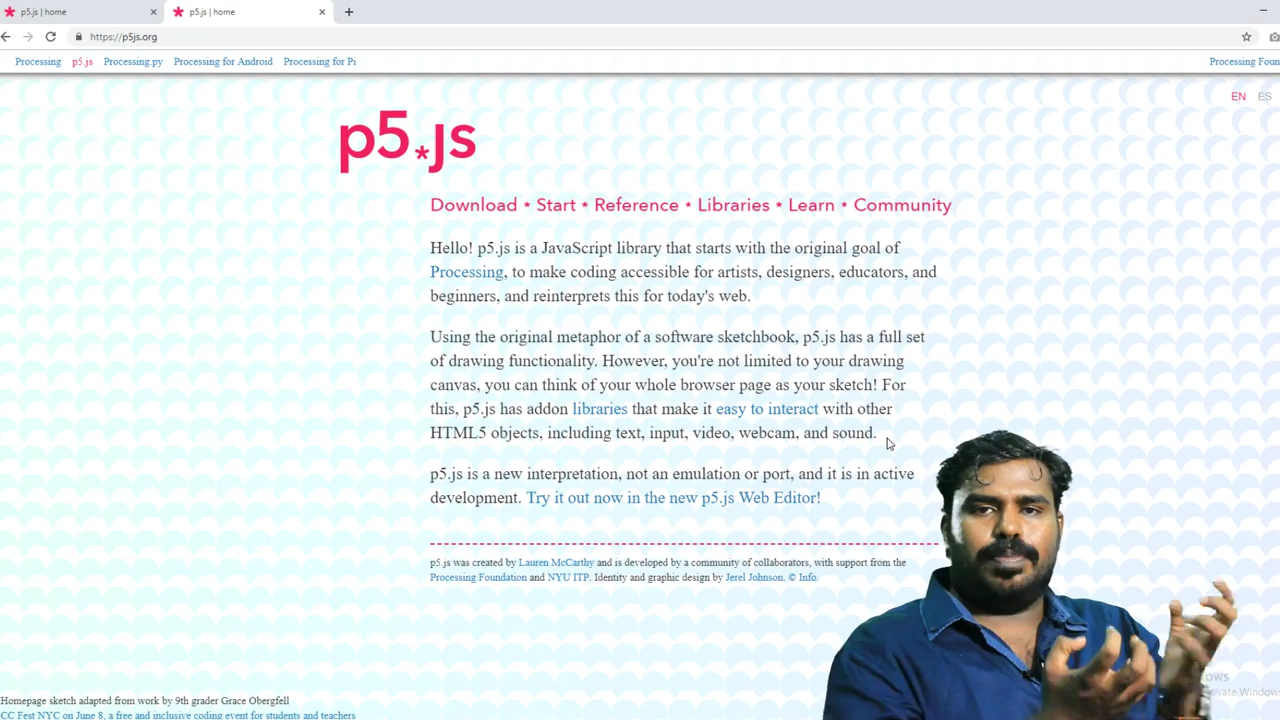 p5.js | home
p5.js | home
https://p5js.org
Processing p5.js Processing.py Processing for Android Processing for Pi
EN ES
p5*js
Download * Start * Reference * Libraries * Learn * Community
Hello! p5.js is a JavaScript library that starts with the original goal of
Processing, to make coding accessible for artists, designers, educators, and
beginners, and reinterprets this for today's web.
Using the original metaphor of a software sketchbook, p5.js has a full set
of drawing functionality. However, you're not limited to your drawing
canvas, you can think of your whole browser page as your sketch! For
this, p5.js has addon libraries that make it easy to interact with other
HTML5 objects, including text, input, video, webcam, and sound.
p5.js is a new interpretation, not an emulation or port, and it is in active
development. Try it out now in the new p5.js Web Editor!
p5.js was created by Lauren McCarthy and is developed by a community of collaborators, with support from the
Processing Foundation and NYU ITP. Identity and graphic design by Jerel Johnson. © Info.
Homepage sketch adapted from work by 9th grader Grace Obergfell
CC Fest NYC on June 8, a free and inclusive coding event for students and teachers